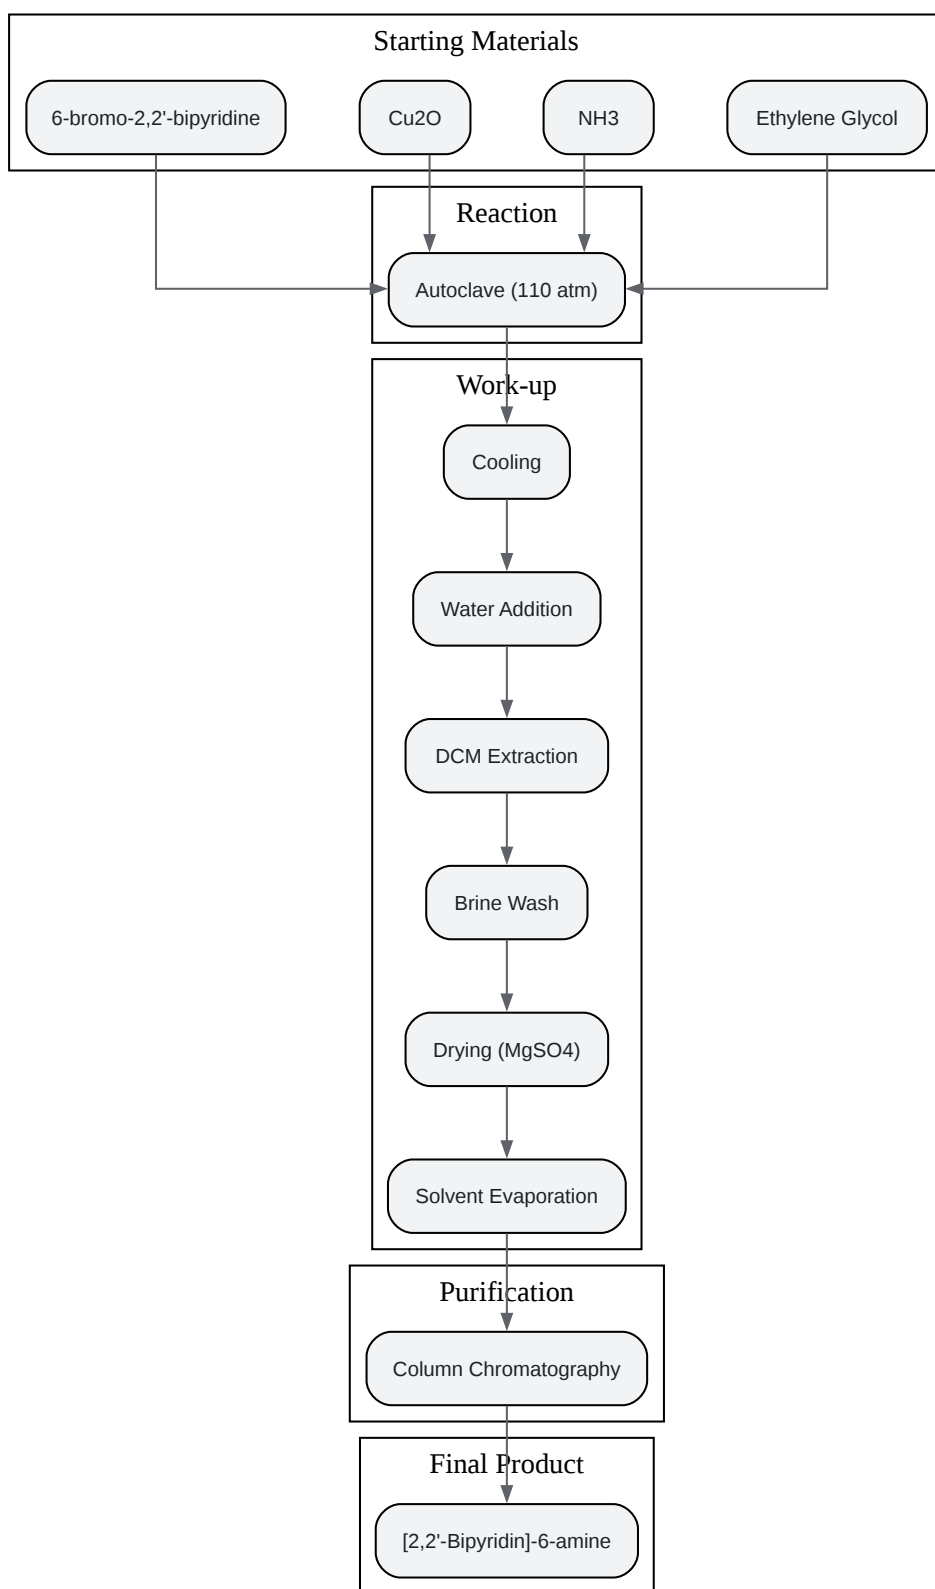 Starting Materials
6-bromo-2,2'-bipyridine
Cu2O
NH3
Ethylene Glycol
Reaction
Autoclave (110 atm)
Work-up
Cooling
Water Addition
DCM Extraction
Brine Wash
Drying (MgSO4)
Solvent Evaporation
Purification
Column Chromatography
Final Product
[2,2'-Bipyridin]-6-amine